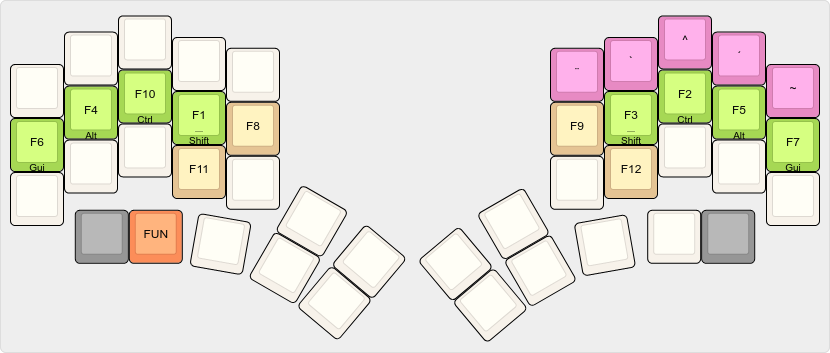 ^
` ´
¨ ~
F10 F2
F4 F5
Ctrl Ctrl
F1 F3
F8 F9
_ _
Alt Alt
Shift Shift
F6 F7
Gui Gui
F11 F12
FUN